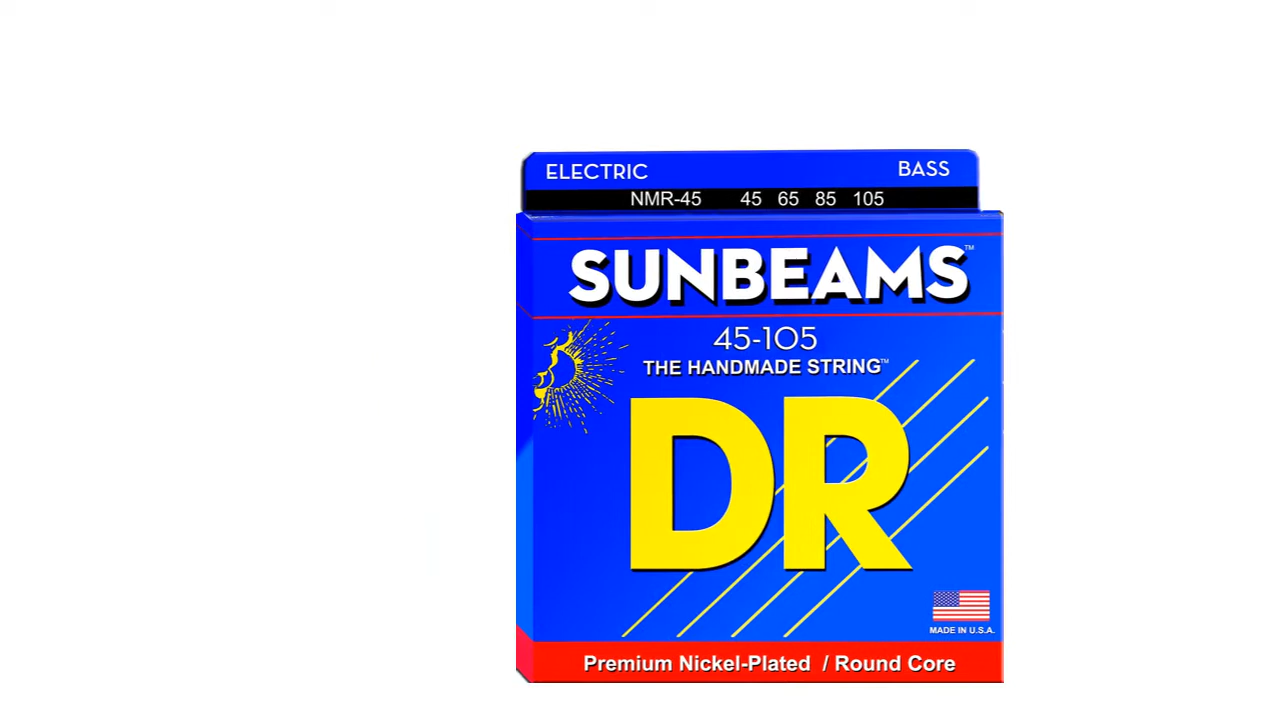 ELECTRIC BASS
NMR-45 45 65 85 105
SUNBEAMS™
45-105
THE HANDMADE STRING™
DR
MADE IN U.S.A.
Premium Nickel-Plated / Round Core